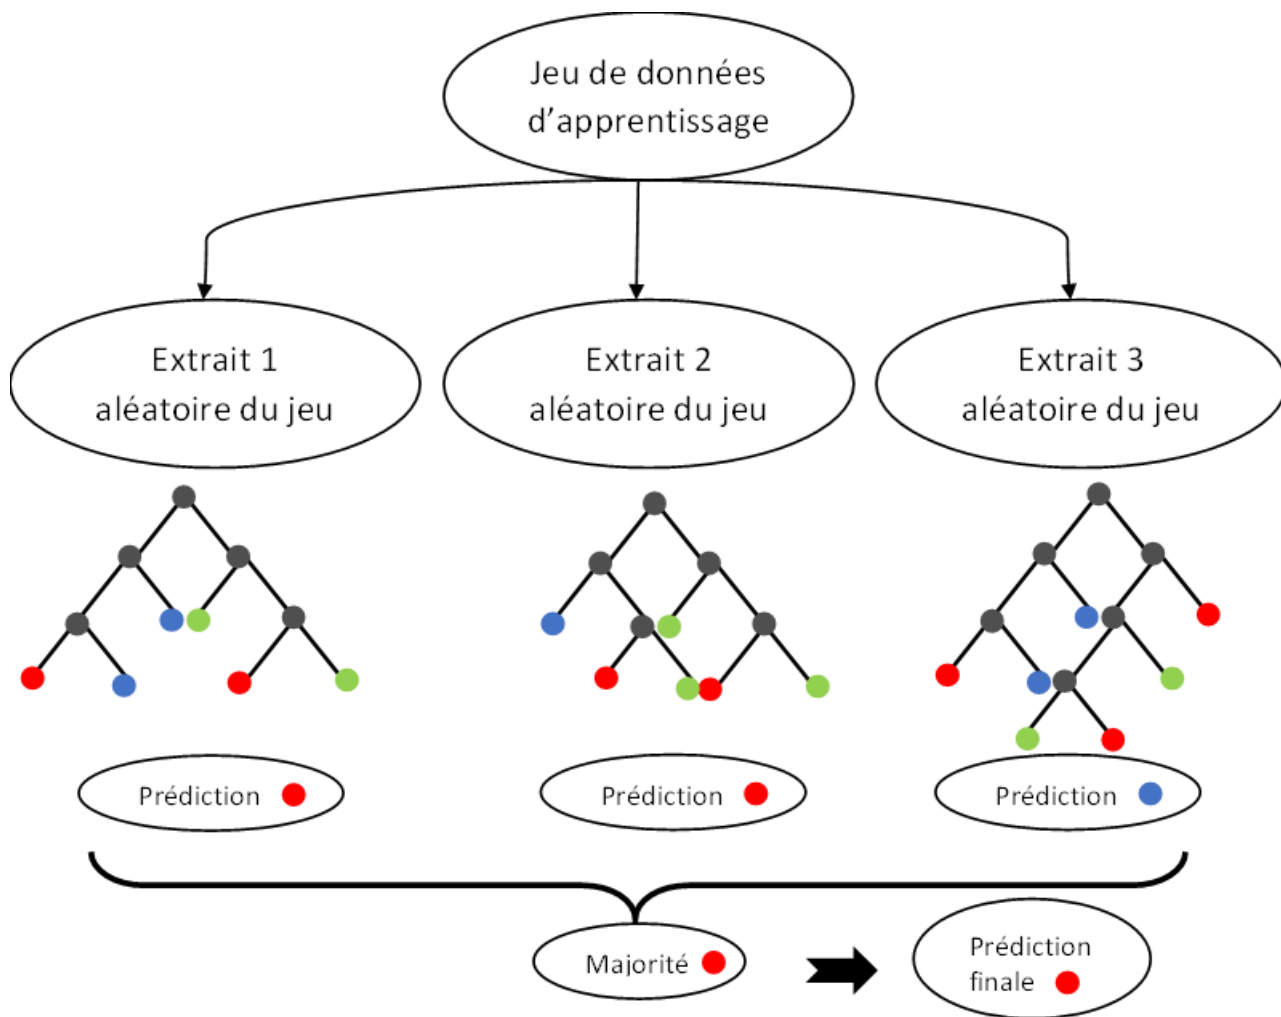 Jeu de données
d'apprentissage
Extrait 1
aléatoire du jeu
Extrait 2
aléatoire du jeu
Extrait 3
aléatoire du jeu
Prédiction
Prédiction
Prédiction
Majorité
Prédiction
finale